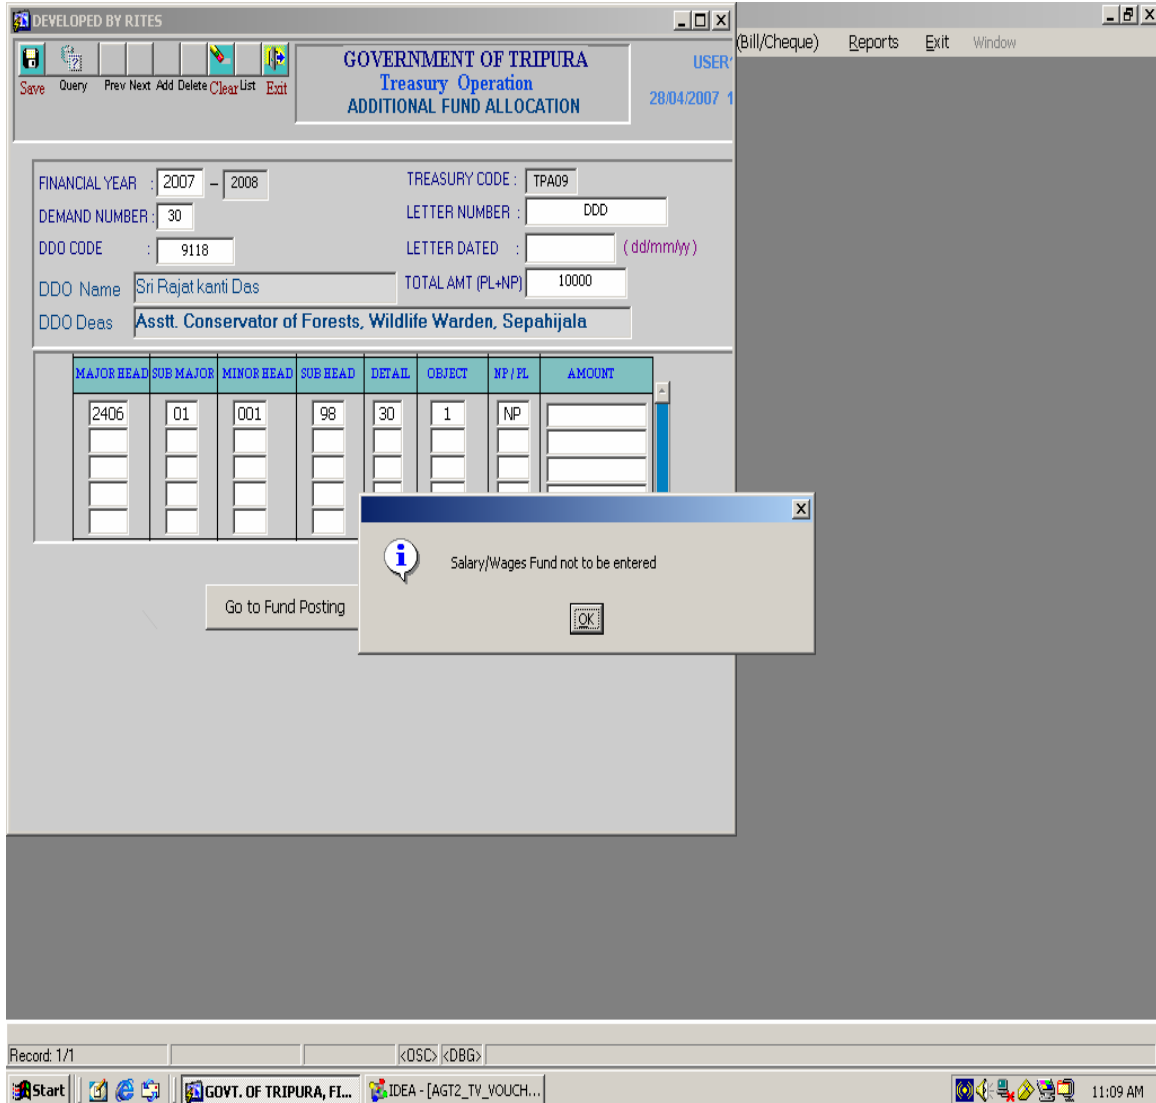 DEVELOPED BY RITES
(Bill/Cheque) Reports Exit Window
Save Query Prev Next Add Delete Clear List Exit
GOVERNMENT OF TRIPURA
Treasury Operation
ADDITIONAL FUND ALLOCATION
USER
28/04/2007 1
FINANCIAL YEAR : 2007 – 2008 TREASURY CODE : TPA09
DEMAND NUMBER : 30 LETTER NUMBER : DDD
DDO CODE : 9118 LETTER DATED : (dd/mm/yy)
DDO Name Sri Rajat kanti Das TOTAL AMT (PL+NP) 10000
DDO Deas Asstt. Conservator of Forests, Wildlife Warden, Sepahijala
MAJOR HEAD SUB MAJOR MINOR HEAD SUB HEAD DETAIL OBJECT NP / PL AMOUNT
2406 01 001 98 30 1 NP
Salary/Wages Fund not to be entered
OK
Go to Fund Posting
Record: 1/1 <OSC> <DBG>
Start GOVT. OF TRIPURA, FI... IDEA - [AGT2_TV_VOUCH... 11:09 AM